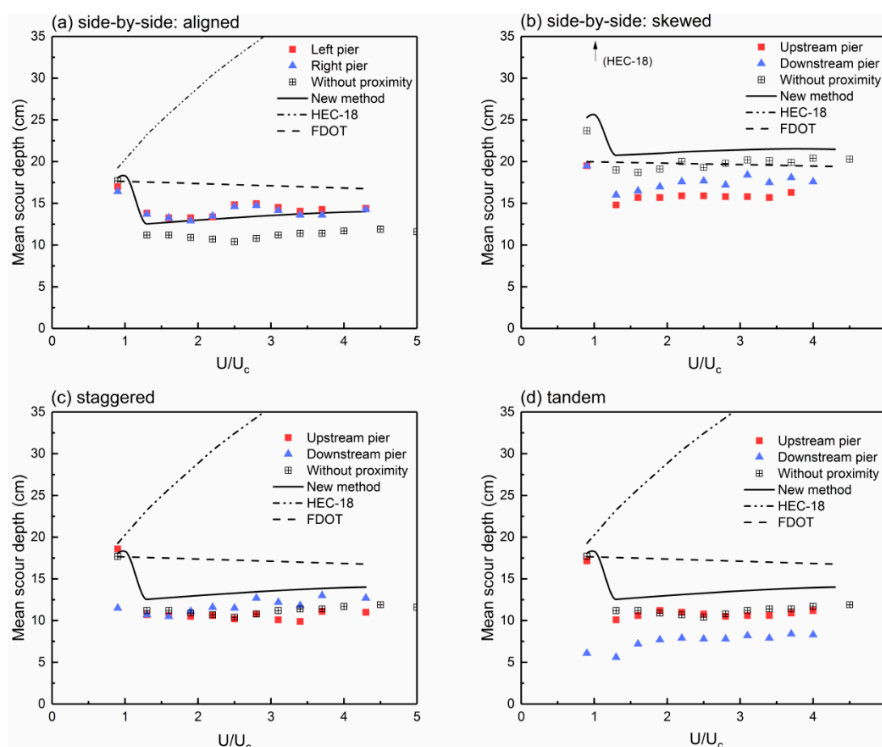 (a) side-by-side: aligned
35
30
25
20
15
10
5
0
Mean scour depth (cm)
Left pier
Right pier
Without proximity
New method
HEC-18
FDOT
0
1
2
3
4
5
U/Uc
(b) side-by-side: skewed
35
30
25
20
15
10
5
0
Mean scour depth (cm)
(HEC-18)
Upstream pier
Downstream pier
Without proximity
New method
HEC-18
FDOT
0
1
2
3
4
U/Uc
(c) staggered
35
30
25
20
15
10
5
0
Mean scour depth (cm)
Upstream pier
Downstream pier
Without proximity
New method
HEC-18
FDOT
0
1
2
3
4
5
U/Uc
(d) tandem
35
30
25
20
15
10
5
0
Mean scour depth (cm)
Upstream pier
Downstream pier
Without proximity
New method
HEC-18
FDOT
0
1
2
3
4
U/Uc